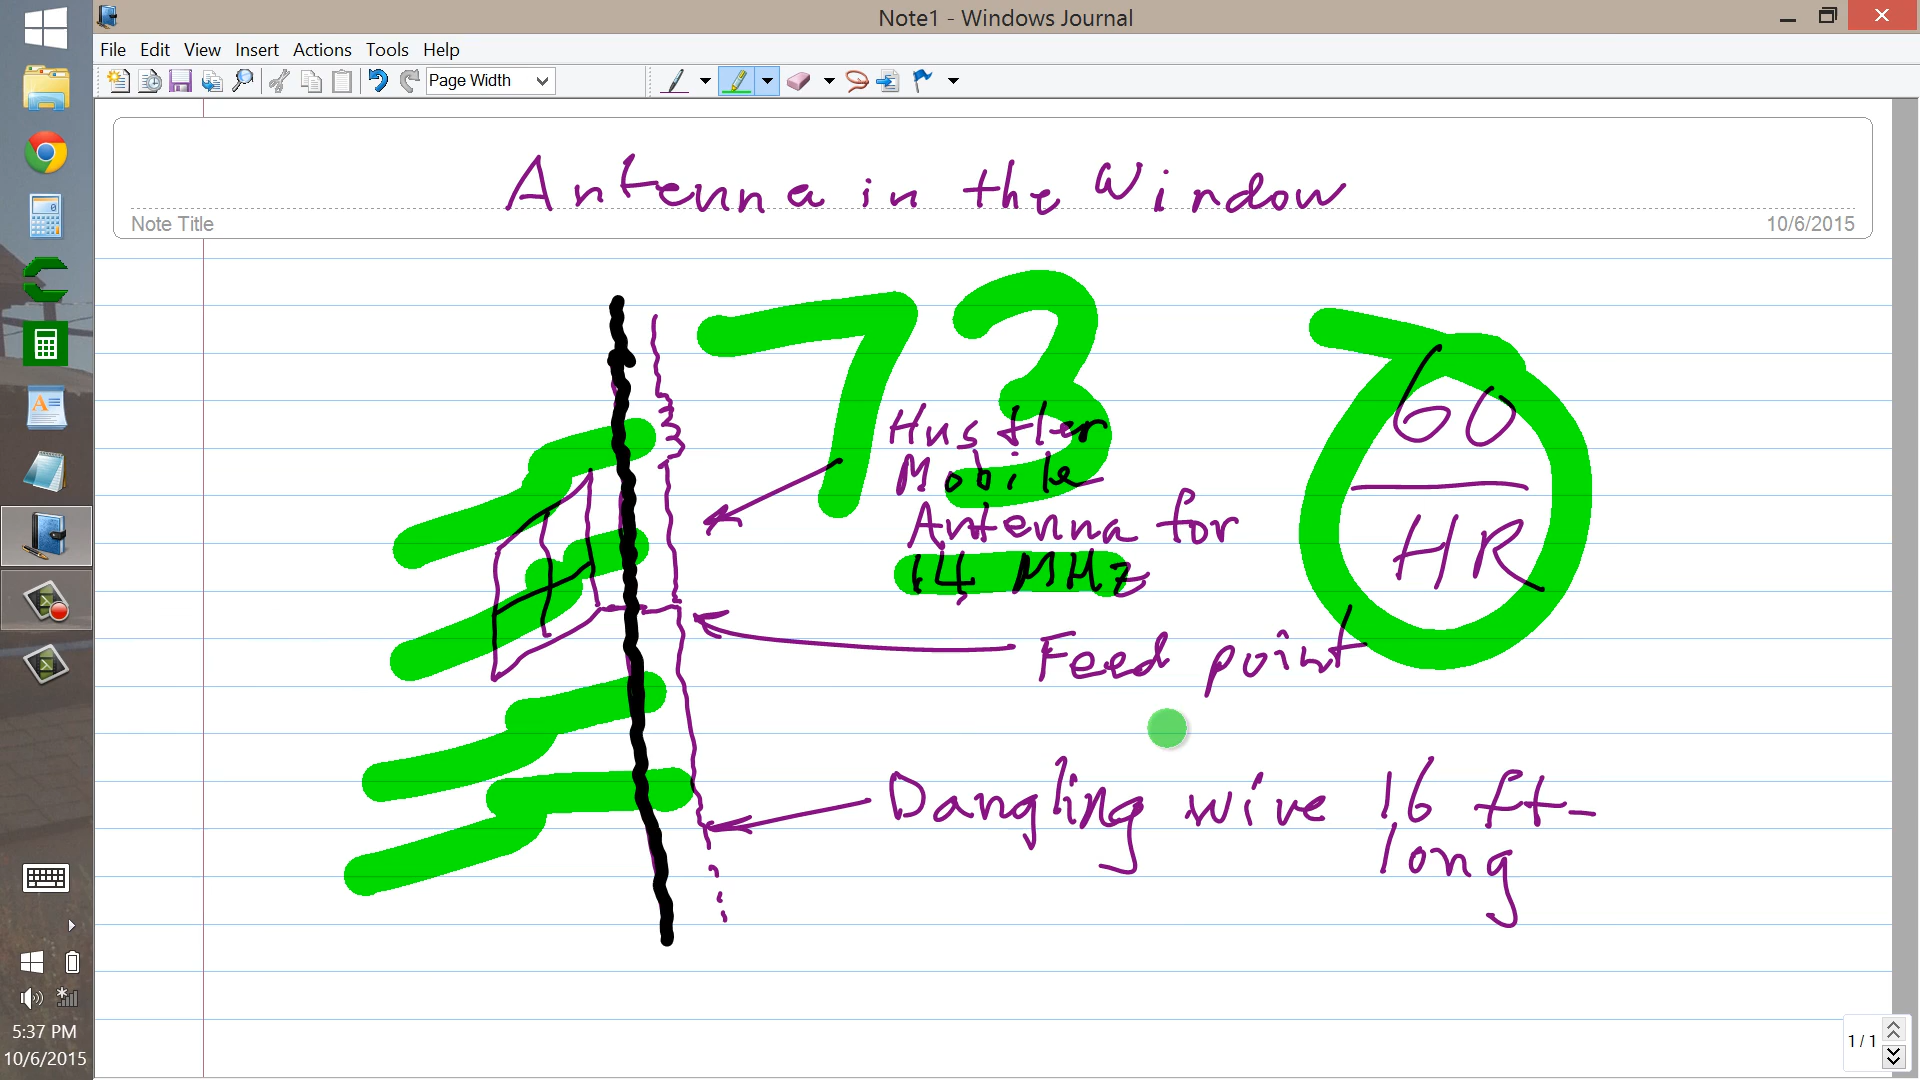 Note1 - Windows Journal
File Edit View Insert Actions Tools Help
Page Width
Antenna in the Window
Note Title
10/6/2015
73
60
HR
Hustler
Mobile
Antenna for
14 MHz
Feed point
Dangling wire 16 ft-
long
5:37 PM
10/6/2015
1 / 1